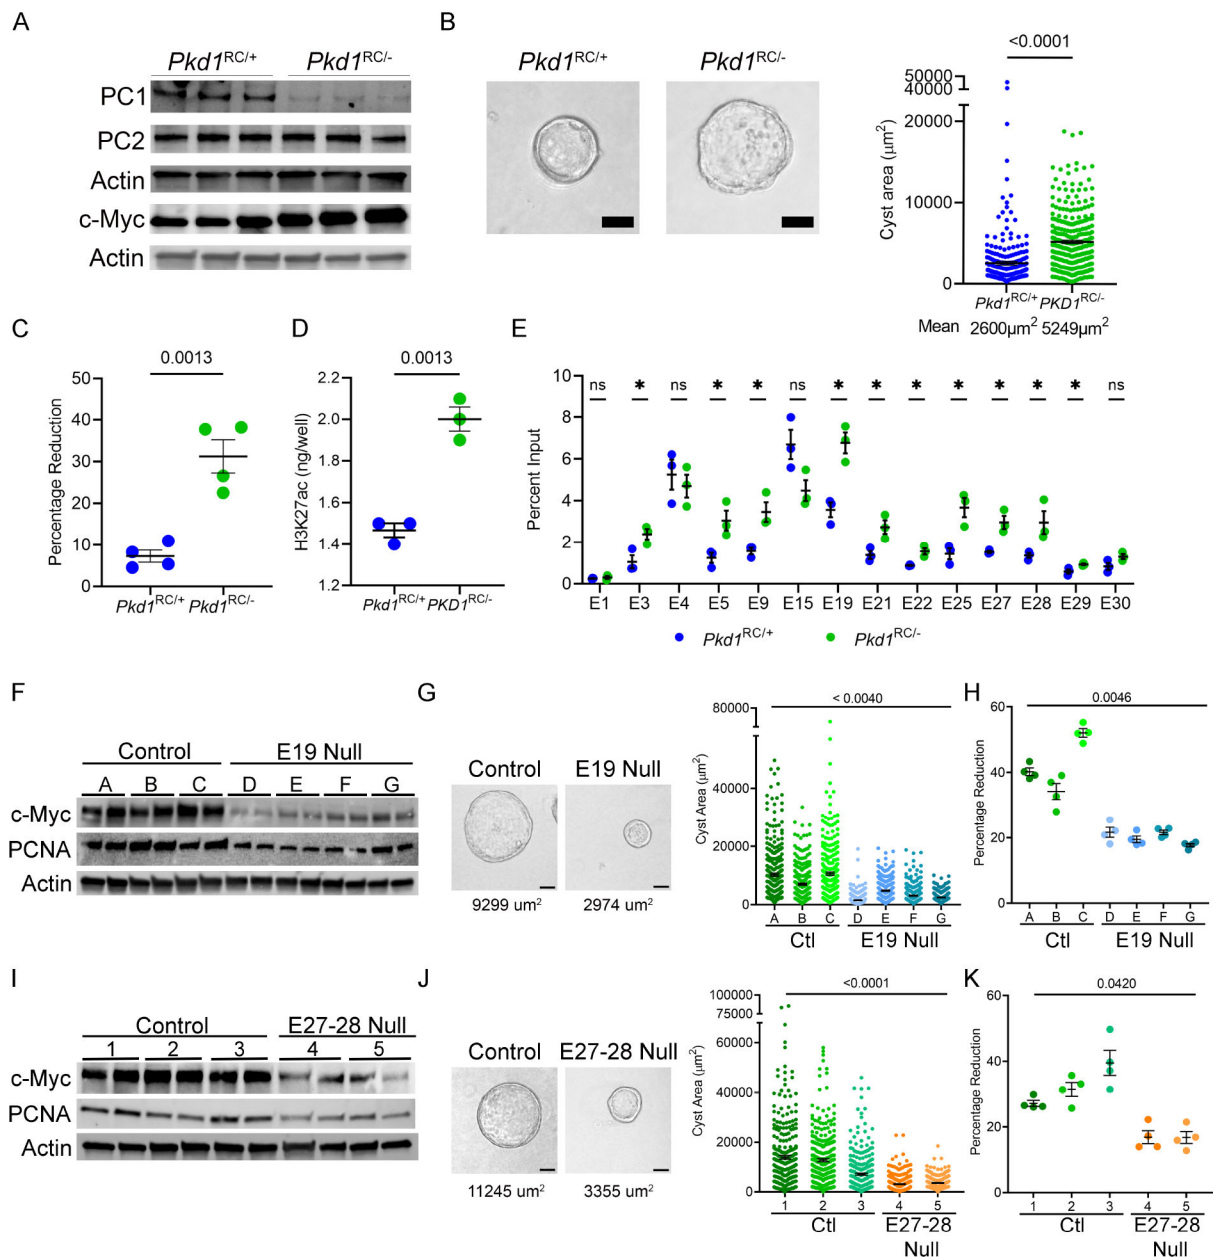 A
Pkd1RC/+ Pkd1RC/-
PC1
PC2
Actin
c-Myc
Actin
B
Pkd1RC/+ Pkd1RC/-
<0.0001
Cyst area (μm²)
50000
40000
20000
10000
0
Pkd1RC/+ PKD1RC/-
Mean 2600μm² 5249μm²
C
0.0013
Percentage Reduction
50
40
30
20
10
0
Pkd1RC/+ Pkd1RC/-
D
0.0013
H3K27ac (ng/well)
2.2
2.0
1.8
1.6
1.4
1.2
Pkd1RC/+ PKD1RC/-
E
Percent Input
10
8
6
4
2
0
ns * ns * * ns * * * * * * * ns
E1 E3 E4 E5 E9 E15 E19 E21 E22 E25 E27 E28 E29 E30
Pkd1RC/+ Pkd1RC/-
F
Control E19 Null
A B C D E F G
c-Myc
PCNA
Actin
G
Control E19 Null
9299 um² 2974 um²
< 0.0040
Cyst Area (μm²)
80000
40000
20000
0
A B C D E F G
Ctl E19 Null
H
0.0046
Percentage Reduction
60
40
20
0
A B C D E F G
Ctl E19 Null
I
Control E27-28 Null
1 2 3 4 5
c-Myc
PCNA
Actin
J
Control E27-28 Null
11245 um² 3355 um²
<0.0001
Cyst Area (μm²)
100000
75000
60000
40000
20000
0
1 2 3 4 5
Ctl E27-28
Null
K
0.0420
Percentage Reduction
60
40
20
0
1 2 3 4 5
Ctl E27-28
Null